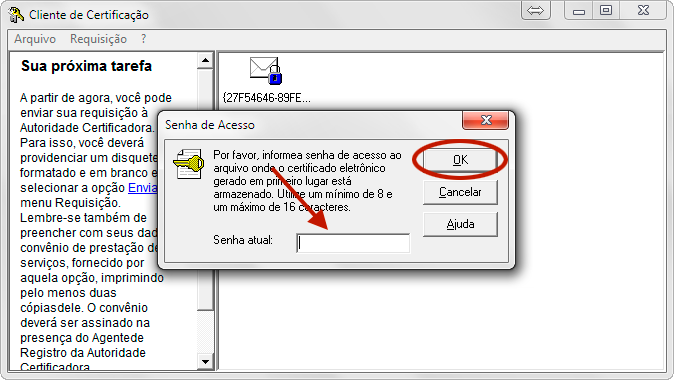 Cliente de Certificação
Arquivo Requisição ?
Sua próxima tarefa
A partir de agora, você pode
enviar sua requisição à
Autoridade Certificadora.
Para isso, você deverá
providenciar um disquete
formatado e em branco e
selecionar a opção Envia
menu Requisição.
Lembre-se também de
preencher com seus dad
convênio de prestação de
serviços, fornecido por
aquela opção, imprimindo
pelo menos duas
cópiasdele. O convênio
deverá ser assinado na
presença do Agentede
Registro da Autoridade
Certificadora.
{27F54646-89FE...
Senha de Acesso
Por favor, informea senha de acesso ao
arquivo onde o certificado eletrônico
gerado em primeiro lugar está
armazenado. Utilize um mínimo de 8 e
um máximo de 16 caracteres.
Senha atual:
OK
Cancelar
Ajuda